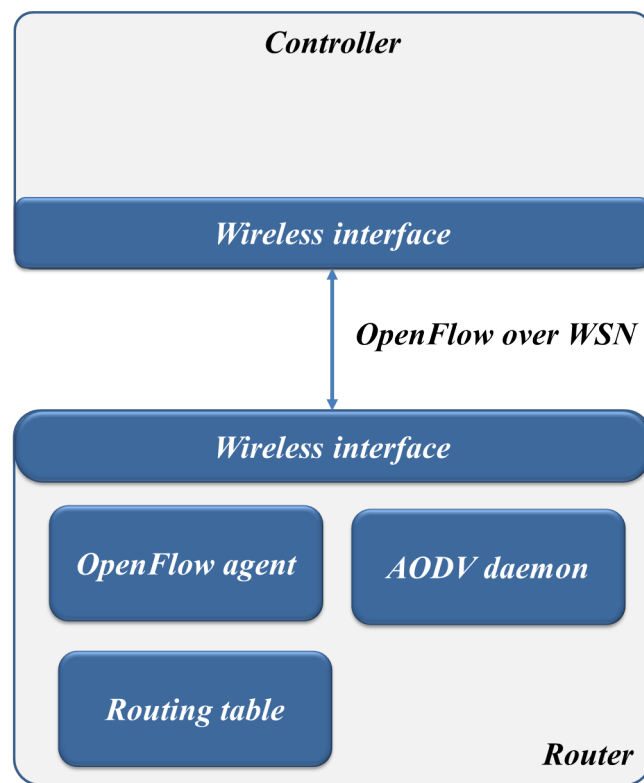 Controller
Wireless interface
OpenFlow over WSN
Wireless interface
OpenFlow agent
AODV daemon
Routing table
Router